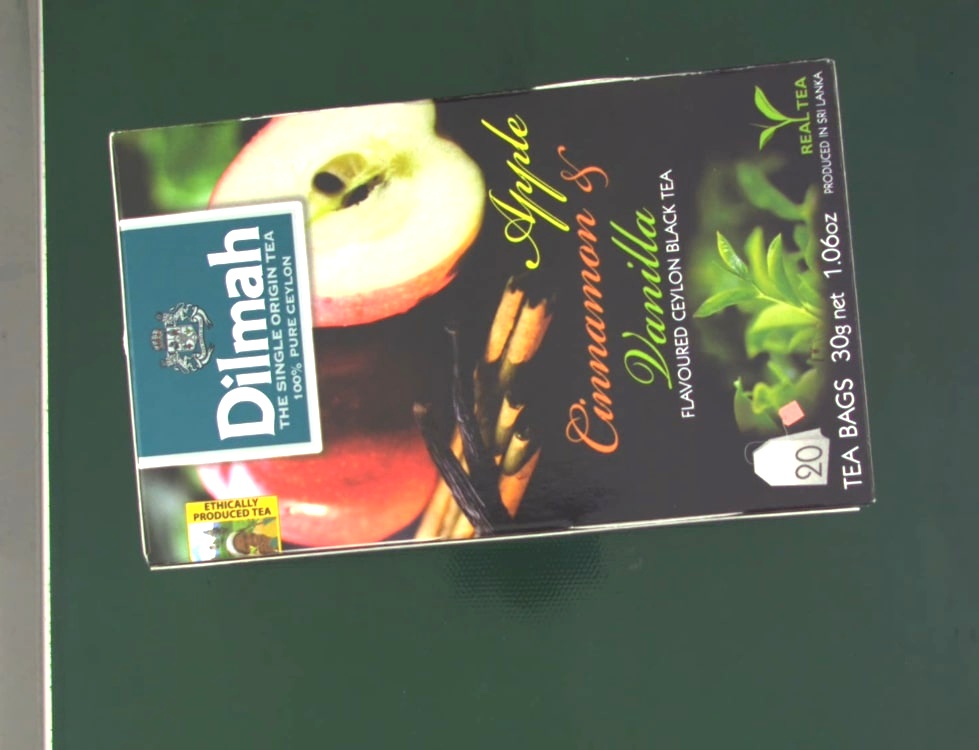 Dilmah
THE SINGLE ORIGIN TEA
100% PURE CEYLON
ETHICALLY
PRODUCED TEA
Apple
Cinnamon &
Vanilla
FLAVOURED CEYLON BLACK TEA
REAL TEA
PRODUCED IN SRI LANKA
20
TEA BAGS 30g net 1.06oz